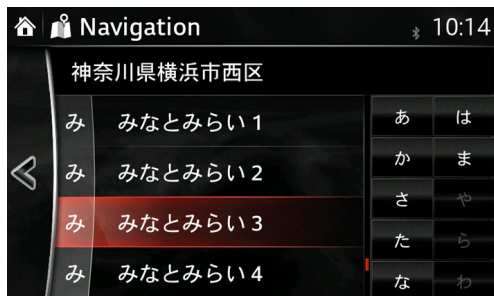 Navigation 10:14
神奈川県横浜市西区
み みなとみらい 1
み みなとみらい 2
み みなとみらい 3
み みなとみらい 4
あ は
か ま
さ や
た ら
な わ